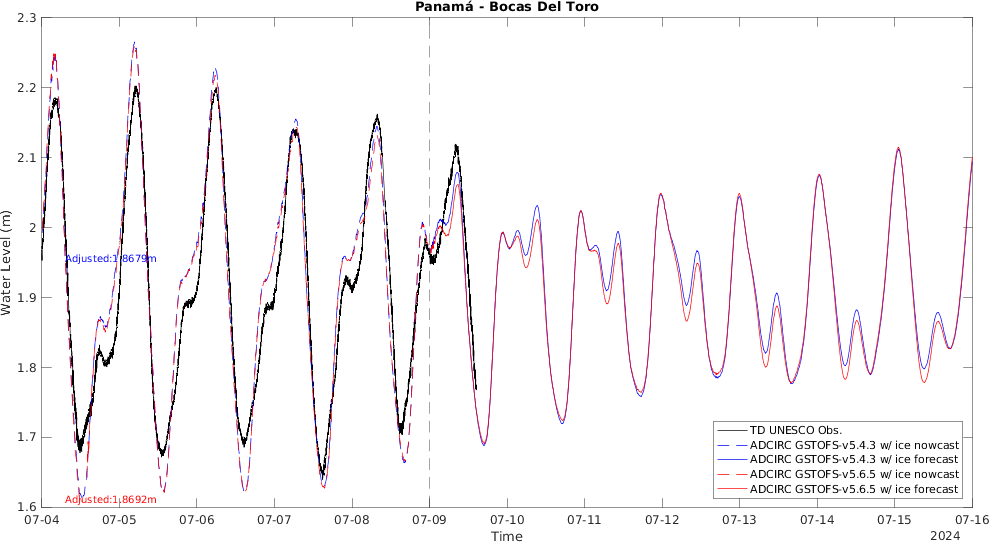 Panamá - Bocas Del Toro
2.3
2.2
2.1
2
1.9
1.8
1.7
1.6
Water Level (m)
Adjusted:1.8679m
Adjusted:1.8692m
TD UNESCO Obs.
ADCIRC GSTOFS-v5.4.3 w/ ice nowcast
ADCIRC GSTOFS-v5.4.3 w/ ice forecast
ADCIRC GSTOFS-v5.6.5 w/ ice nowcast
ADCIRC GSTOFS-v5.6.5 w/ ice forecast
07-04 07-05 07-06 07-07 07-08 07-09 07-10 07-11 07-12 07-13 07-14 07-15 07-16
Time
2024